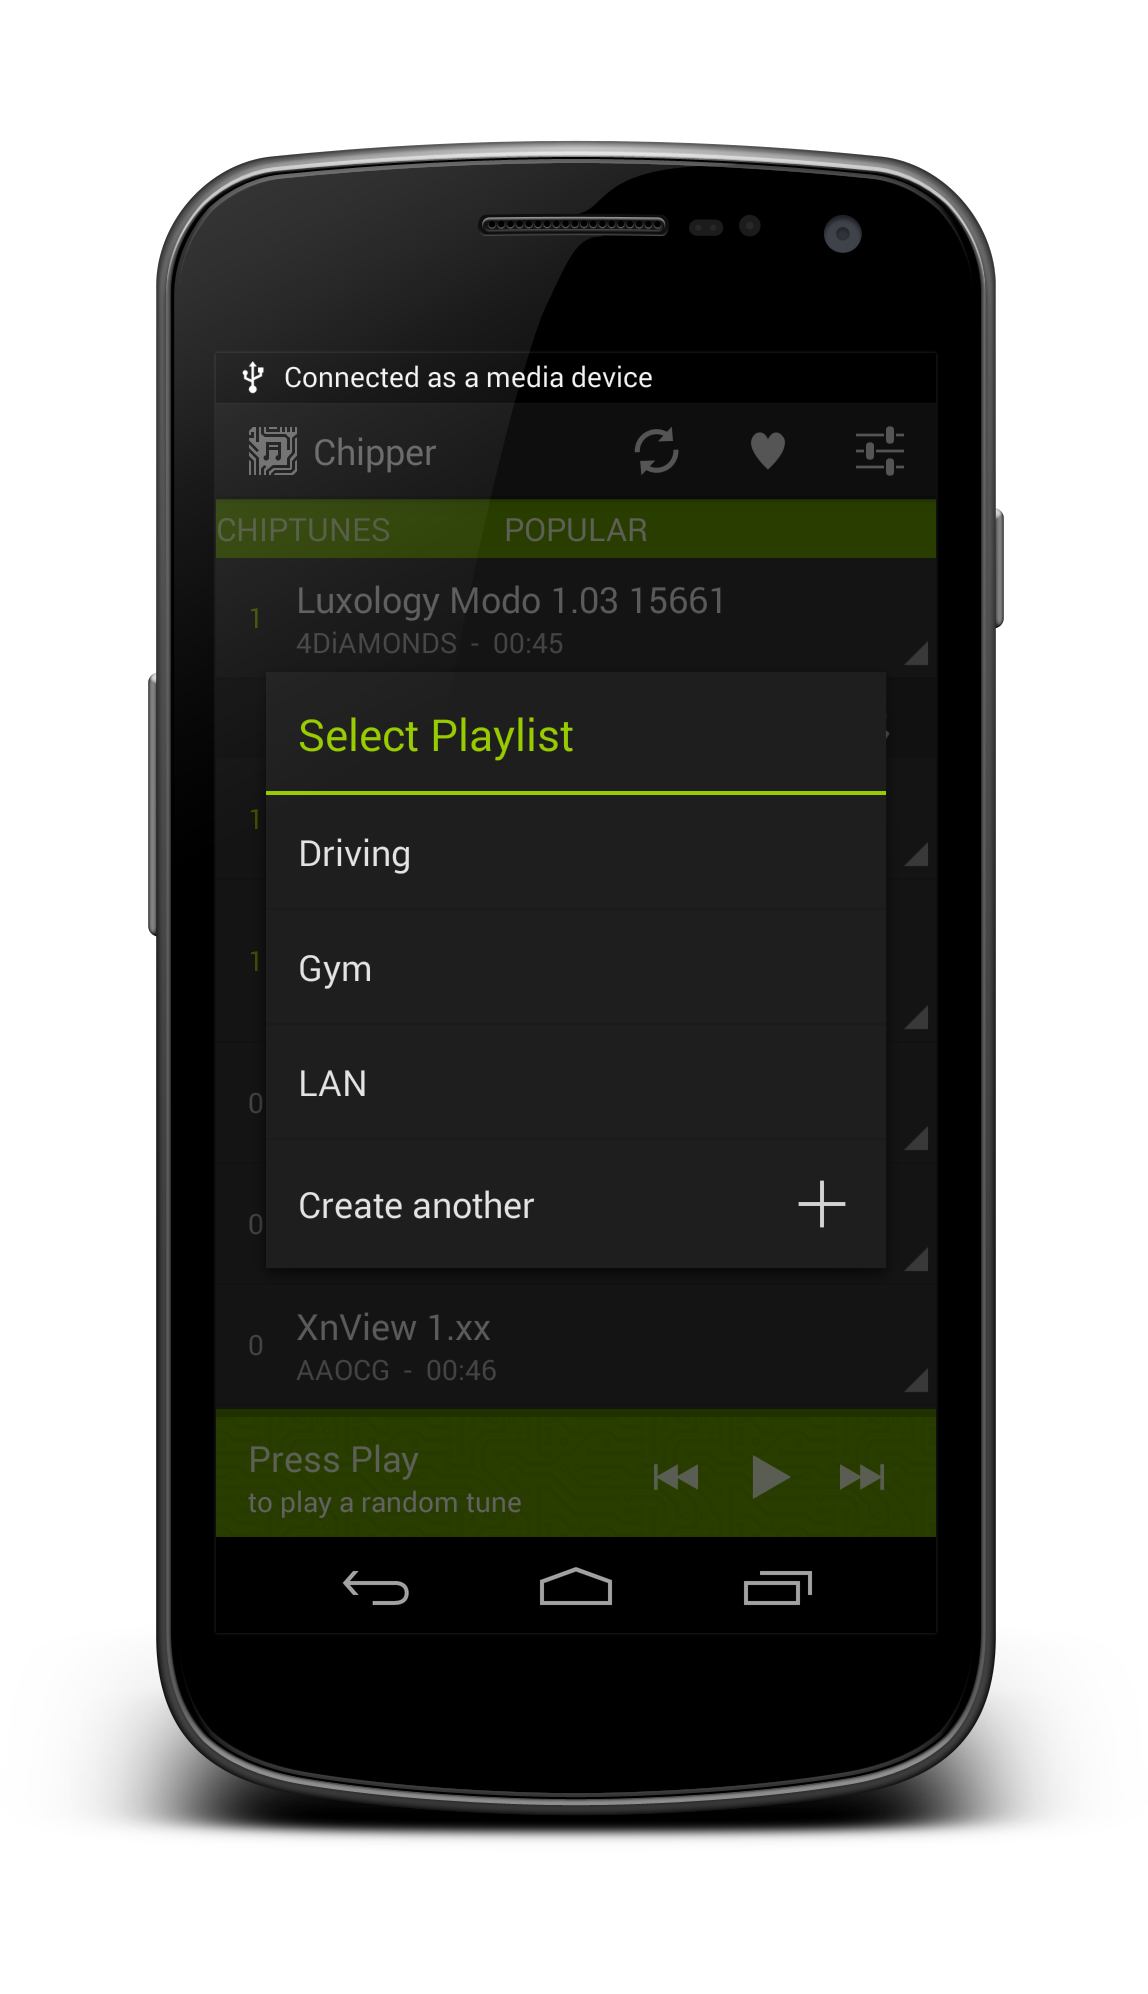 Connected as a media device
Chipper
CHIPTUNES POPULAR
1 Luxology Modo 1.03 15661
4DiAMONDS - 00:45
Select Playlist
1
Driving
1
Gym
LAN
0
Create another
0
XnView 1.xx
0
AAOCG - 00:46
Press Play
to play a random tune